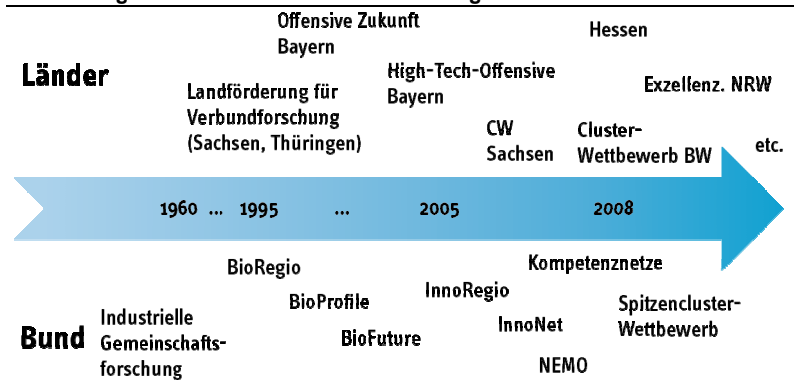 Offensive Zukunft
Bayern
Hessen
Länder
High-Tech-Offensive
Bayern
Exzellenz. NRW
Landförderung für
Verbundforschung
(Sachsen, Thüringen)
CW
Sachsen
Cluster-
Wettbewerb BW
etc.
1960 ... 1995 ... 2005 2008
BioRegio
Kompetenznetze
BioProfile
InnoRegio
Spitzencluster-
Wettbewerb
Bund
Industrielle
Gemeinschafts-
forschung
BioFuture
InnoNet
NEMO